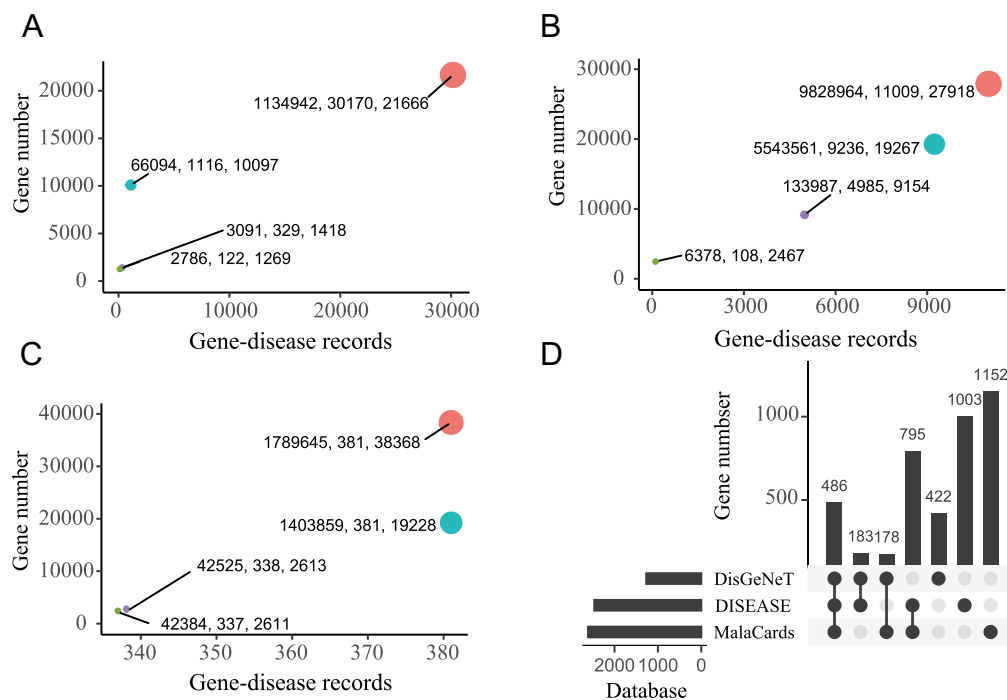 A
Gene number
20000
15000
10000
5000
0
1134942, 30170, 21666
66094, 1116, 10097
3091, 329, 1418
2786, 122, 1269
0
10000
20000
30000
Gene-disease records
B
Gene number
30000
20000
10000
0
9828964, 11009, 27918
5543561, 9236, 19267
133987, 4985, 9154
6378, 108, 2467
0
3000
6000
9000
Gene-disease records
C
Gene number
40000
30000
20000
10000
0
1789645, 381, 38368
1403859, 381, 19228
42525, 338, 2613
42384, 337, 2611
340
350
360
370
380
Gene-disease records
D
Gene numbser
1000
500
486
183
178
795
422
1003
1152
DisGeNeT
DISEASE
MalaCards
2000
1000
0
Database